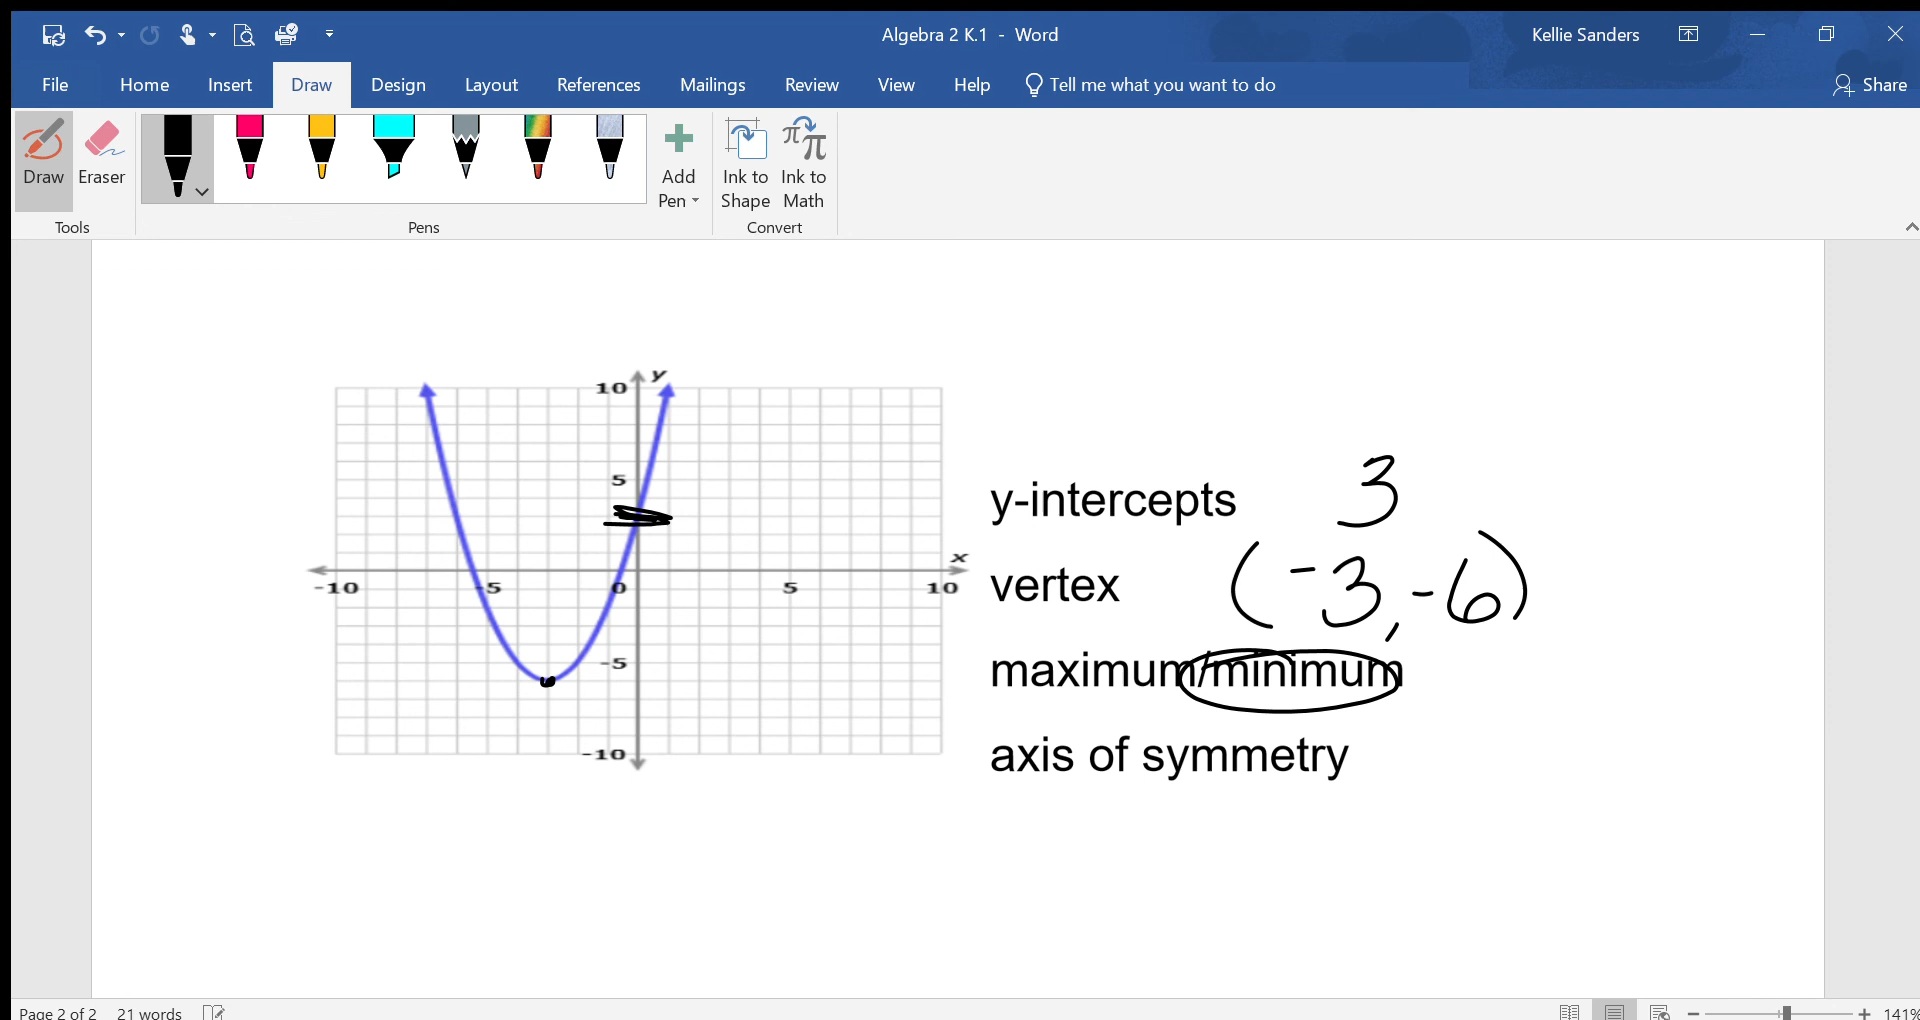 Algebra 2 K.1 - Word
Kellie Sanders
File Home Insert Draw Design Layout References Mailings Review View Help Tell me what you want to do Share
Draw Eraser Add Pen Ink to Shape Ink to Math
Tools Pens Convert
y
10
5
x
-10 -5 0 5 10
-5
-10
y-intercepts 3
vertex (-3,-6)
maximum/minimum
axis of symmetry
Page 2 of 2 21 words 141%